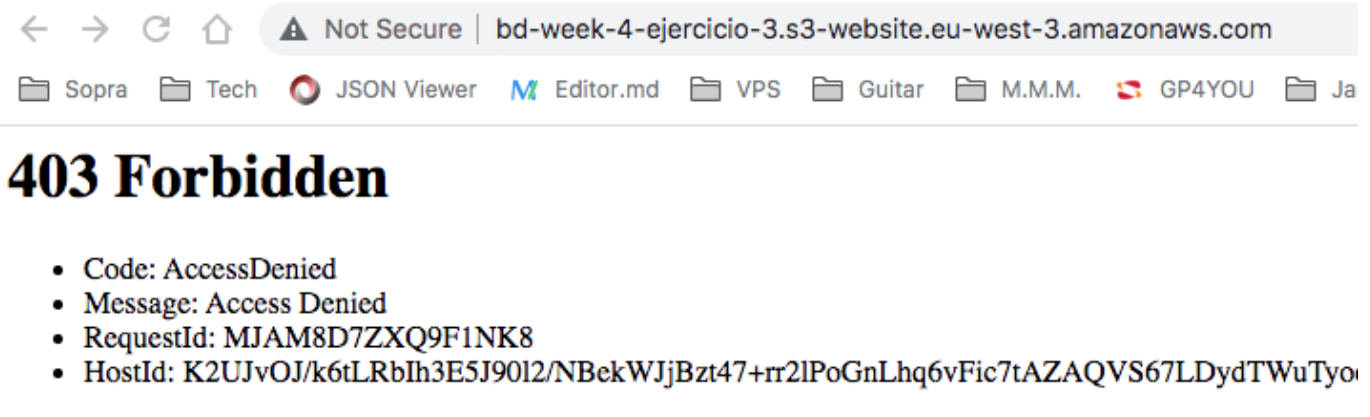 Not Secure bd-week-4-ejercicio-3.s3-website.eu-west-3.amazonaws.com
Sopra Tech JSON Viewer Editor.md VPS Guitar M.M.M. GP4YOU Ja
403 Forbidden
• Code: AccessDenied
• Message: Access Denied
• RequestId: MJAM8D7ZXQ9F1NK8
• HostId: K2UJvOJ/k6tLRbIh3E5J90l2/NBekWJjBzt47+rr2lPoGnLhq6vFic7tAZAQVS67LDydTWuTyo